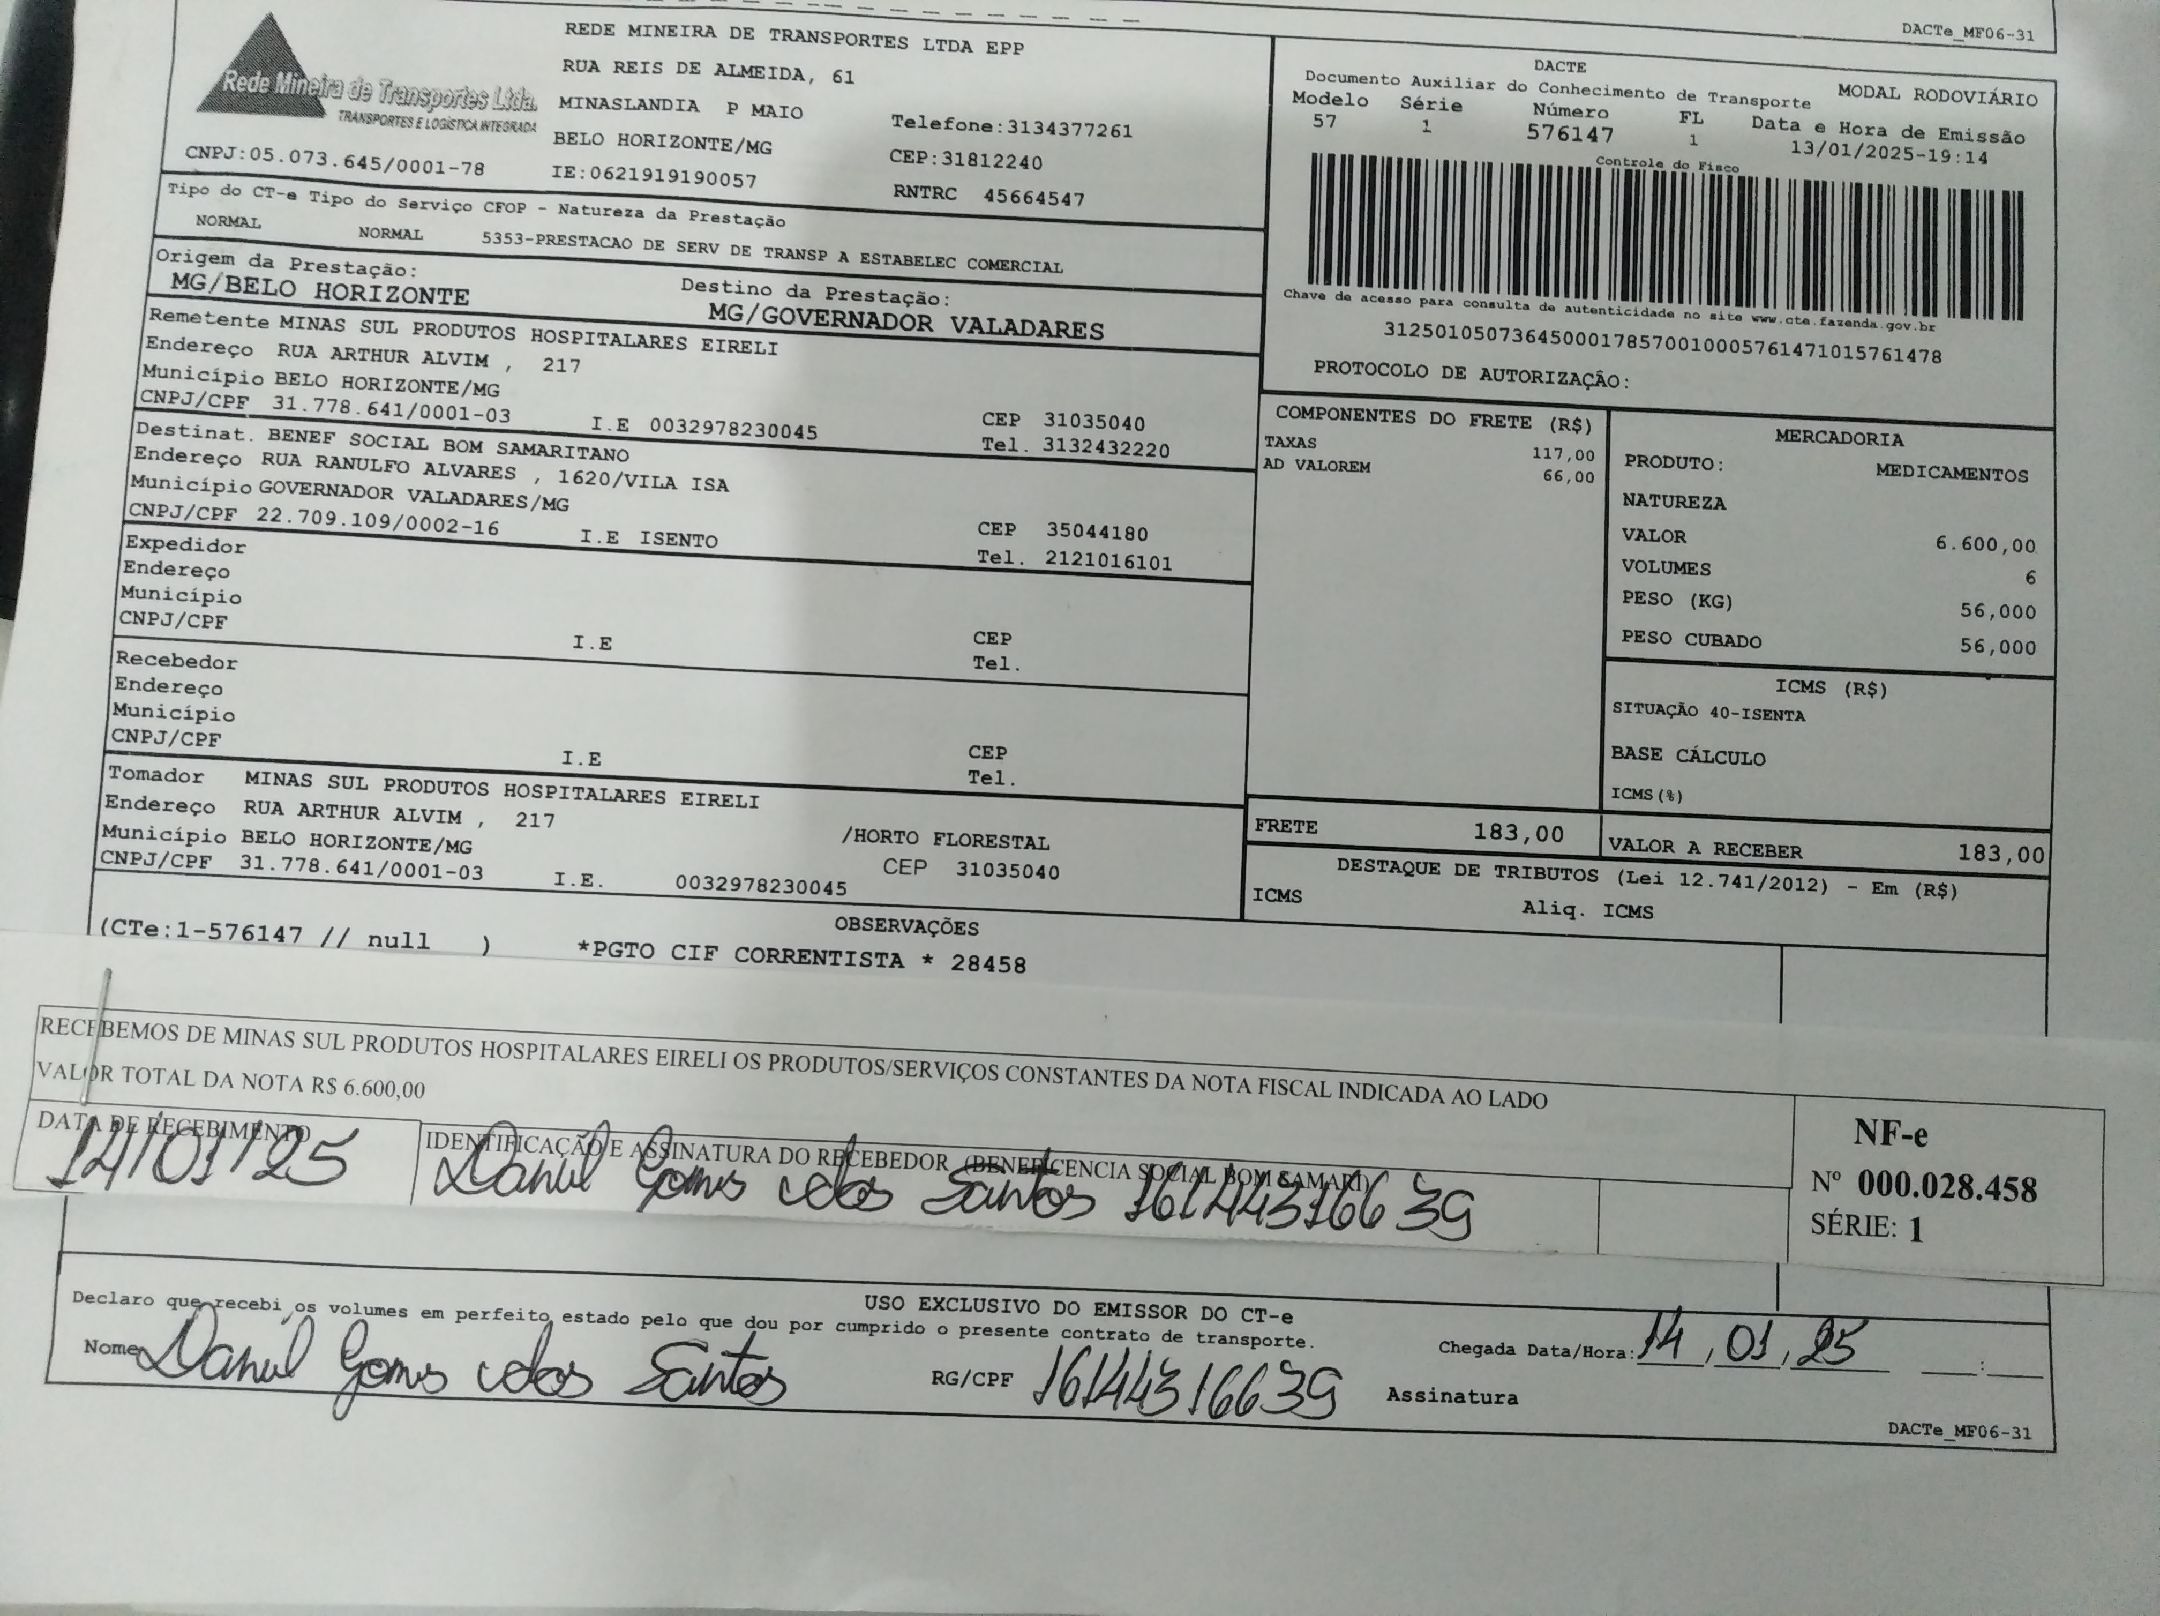 DACTe_MF06-31
Rede Mineira de Transportes Ltda.
TRANSPORTES E LOGÍSTICA INTEGRADA
CNPJ:05.073.645/0001-78
REDE MINEIRA DE TRANSPORTES LTDA EPP
RUA REIS DE ALMEIDA, 61
MINASLANDIA P MAIO
BELO HORIZONTE/MG
IE:0621919190057
Telefone:3134377261
CEP:31812240
RNTRC 45664547
DACTE
Documento Auxiliar do Conhecimento de Transporte
MODAL RODOVIÁRIO
Modelo Série Número FL Data e Hora de Emissão
57 1 576147 1 13/01/2025-19:14
Controle do Fisco
Chave de acesso para consulta de autenticidade no site www.cte.fazenda.gov.br
31250105073645000178570010005761471015761478
PROTOCOLO DE AUTORIZAÇÃO:
Tipo do CT-e Tipo do Serviço CFOP - Natureza da Prestação
NORMAL NORMAL 5353-PRESTACAO DE SERV DE TRANSP A ESTABELEC COMERCIAL
Origem da Prestação: Destino da Prestação:
MG/BELO HORIZONTE MG/GOVERNADOR VALADARES
Remetente MINAS SUL PRODUTOS HOSPITALARES EIRELI
Endereço RUA ARTHUR ALVIM , 217
Município BELO HORIZONTE/MG CEP 31035040
CNPJ/CPF 31.778.641/0001-03 I.E 0032978230045 Tel. 3132432220
Destinat. BENEF SOCIAL BOM SAMARITANO
Endereço RUA RANULFO ALVARES , 1620/VILA ISA
Município GOVERNADOR VALADARES/MG CEP 35044180
CNPJ/CPF 22.709.109/0002-16 I.E ISENTO Tel. 2121016101
Expedidor
Endereço
Município CEP
CNPJ/CPF I.E Tel.
Recebedor
Endereço
Município CEP
CNPJ/CPF I.E Tel.
Tomador MINAS SUL PRODUTOS HOSPITALARES EIRELI
Endereço RUA ARTHUR ALVIM , 217 /HORTO FLORESTAL
Município BELO HORIZONTE/MG CEP 31035040
CNPJ/CPF 31.778.641/0001-03 I.E. 0032978230045
COMPONENTES DO FRETE (R$)
TAXAS 117,00
AD VALOREM 66,00
MERCADORIA
PRODUTO: MEDICAMENTOS
NATUREZA
VALOR 6.600,00
VOLUMES 6
PESO (KG) 56,000
PESO CUBADO 56,000
ICMS (R$)
SITUAÇÃO 40-ISENTA
BASE CÁLCULO
ICMS(%)
FRETE 183,00 VALOR A RECEBER 183,00
DESTAQUE DE TRIBUTOS (Lei 12.741/2012) - Em (R$)
ICMS Aliq. ICMS
OBSERVAÇÕES
(CTe:1-576147 // null ) *PGTO CIF CORRENTISTA * 28458
RECEBEMOS DE MINAS SUL PRODUTOS HOSPITALARES EIRELI OS PRODUTOS/SERVIÇOS CONSTANTES DA NOTA FISCAL INDICADA AO LADO
VALOR TOTAL DA NOTA R$ 6.600,00
DATA DE RECEBIMENTO IDENTIFICAÇÃO E ASSINATURA DO RECEBEDOR (BENEFICENCIA SOCIAL BOM SAMARI)
14/01/25 Daniel Gomes dos Santos 16144316639
NF-e
Nº 000.028.458
SÉRIE: 1
USO EXCLUSIVO DO EMISSOR DO CT-e
Declaro que recebi os volumes em perfeito estado pelo que dou por cumprido o presente contrato de transporte.
Nome Daniel Gomes dos Santos RG/CPF 16144316639 Assinatura
Chegada Data/Hora: 14,01,25 :
DACTe_MF06-31